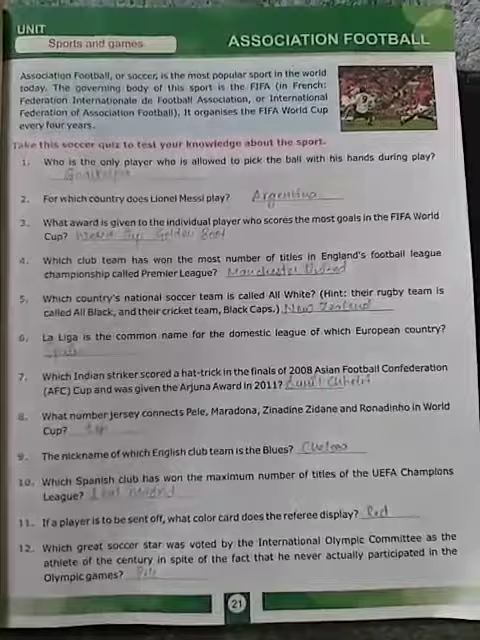 UNIT
Sports and games
ASSOCIATION FOOTBALL
Association Football, or soccer, is the most popular sport in the world
today. The governing body of this sport is the FIFA (in French:
Federation Internationale de Football Association, or International
Federation of Association Football). It organises the FIFA World Cup
every four years.
Take this soccer quiz to test your knowledge about the sport.
1. Who is the only player who is allowed to pick the ball with his hands during play?
Goalkeeper
2. For which country does Lionel Messi play? Argentina
3. What award is given to the individual player who scores the most goals in the FIFA World
Cup? World Cup Golden Boot
4. Which club team has won the most number of titles in England's football league
championship called Premier League? Manchester United
5. Which country's national soccer team is called All White? (Hint: their rugby team is
called All Black, and their cricket team, Black Caps.) New Zealand
6. La Liga is the common name for the domestic league of which European country?
7. Which Indian striker scored a hat-trick in the finals of 2008 Asian Football Confederation
(AFC) Cup and was given the Arjuna Award in 2011? Sunil Chhetri
8. What number jersey connects Pele, Maradona, Zinadine Zidane and Ronadinho in World
Cup?
9. The nickname of which English club team is the Blues? Chelsea
10. Which Spanish club has won the maximum number of titles of the UEFA Champions
League? Real Madrid
11. If a player is to be sent off, what color card does the referee display? Red
12. Which great soccer star was voted by the International Olympic Committee as the
athlete of the century in spite of the fact that he never actually participated in the
Olympic games? Pele
21